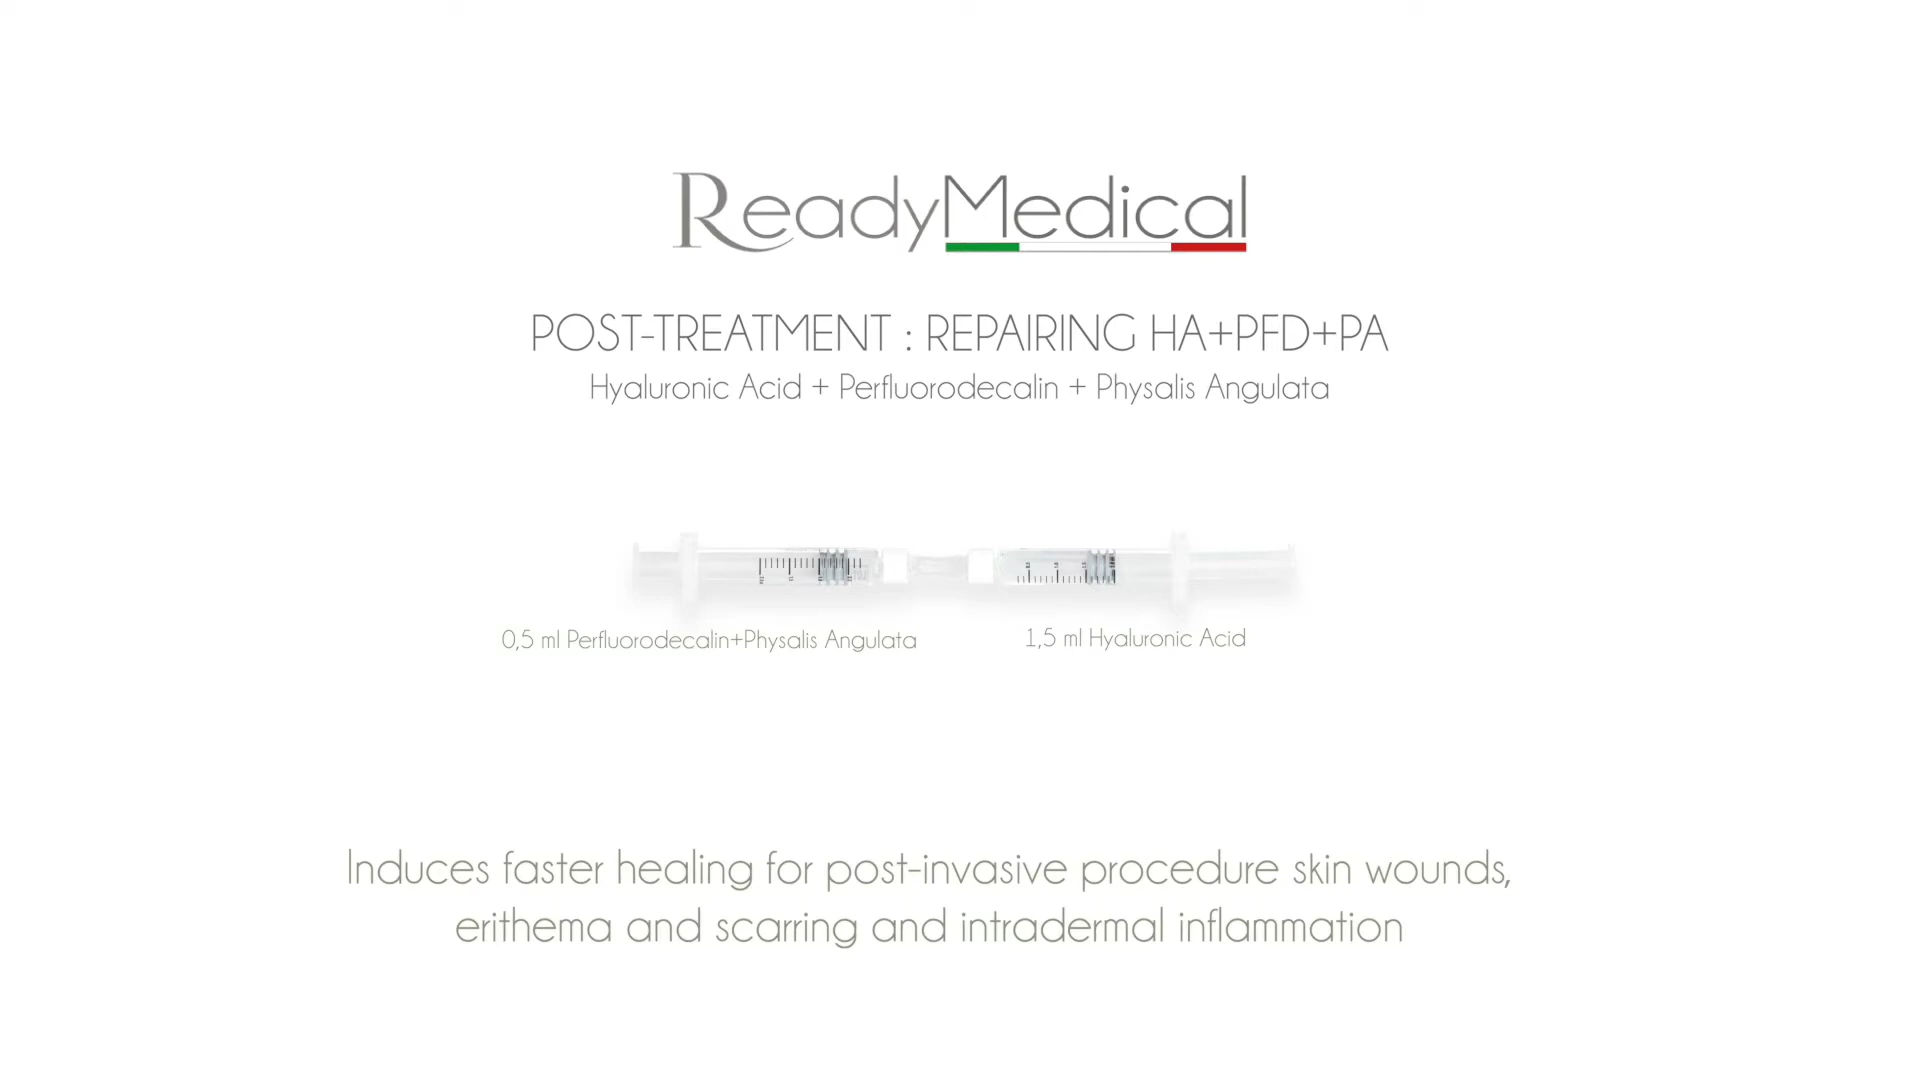 ReadyMedical
POST-TREATMENT : REPAIRING HA+PFD+PA
Hyaluronic Acid + Perfluorodecalin + Physalis Angulata
0,5 ml Perfluorodecalin+Physalis Angulata
1,5 ml Hyaluronic Acid
Induces faster healing for post-invasive procedure skin wounds,
erithema and scarring and intradermal inflammation